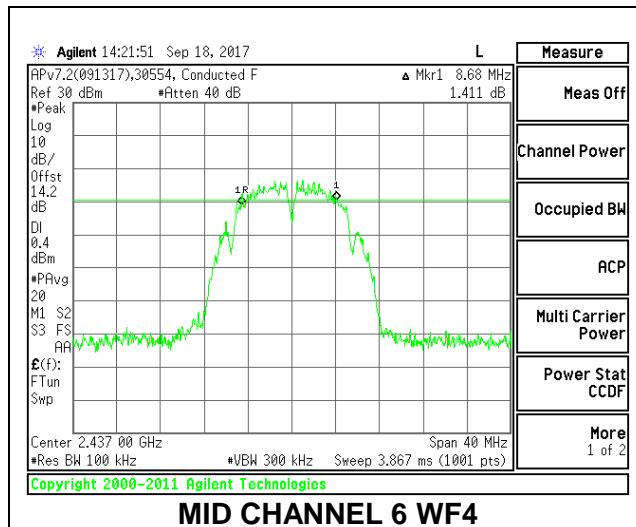 Agilent 14:21:51 Sep 18, 2017 L
APv7.2(091317),30554, Conducted F Δ Mkr1 8.68 MHz
Ref 30 dBm #Atten 40 dB 1.411 dB
#Peak
Log
10
dB/
Offst
14.2
dB
DI
0.4
dBm
#PAvg
20
M1 S2
S3 FS
AA
£(f):
FTun
Swp
1R
1
Center 2.437 00 GHz Span 40 MHz
#Res BW 100 kHz #VBW 300 kHz Sweep 3.867 ms (1001 pts)
Copyright 2000-2011 Agilent Technologies
Measure
Meas Off
Channel Power
Occupied BW
ACP
Multi Carrier
Power
Power Stat
CCDF
More
1 of 2
MID CHANNEL 6 WF4